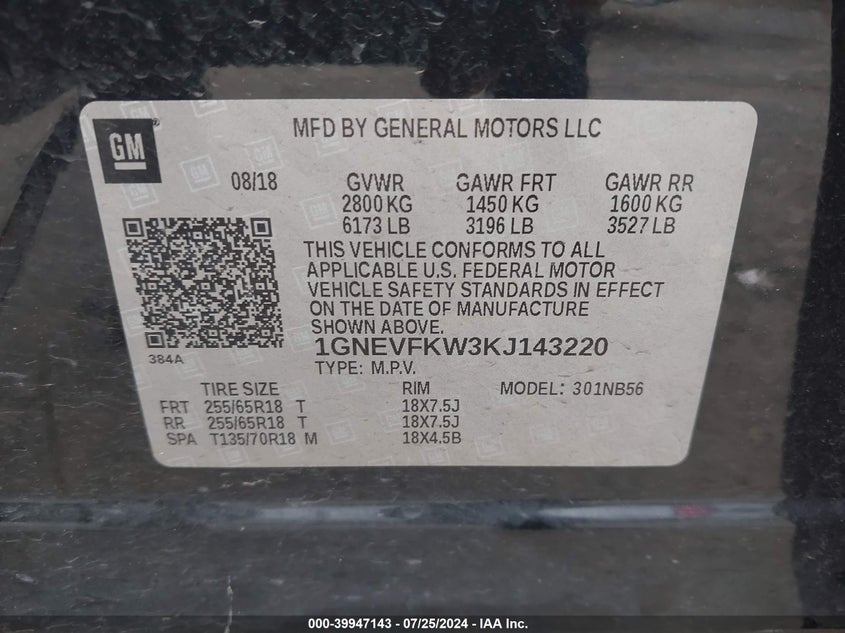 GM
MFD BY GENERAL MOTORS LLC
08/18 GVWR GAWR FRT GAWR RR
2800 KG 1450 KG 1600 KG
6173 LB 3196 LB 3527 LB
THIS VEHICLE CONFORMS TO ALL
APPLICABLE U.S. FEDERAL MOTOR
VEHICLE SAFETY STANDARDS IN EFFECT
ON THE DATE OF MANUFACTURE
SHOWN ABOVE.
384A
1GNEVFKW3KJ143220
TYPE: M.P.V.
TIRE SIZE RIM MODEL: 301NB56
FRT 255/65R18 T 18X7.5J
RR 255/65R18 T 18X7.5J
SPA T135/70R18 M 18X4.5B
000-39947143 - 07/25/2024 - IAA Inc.